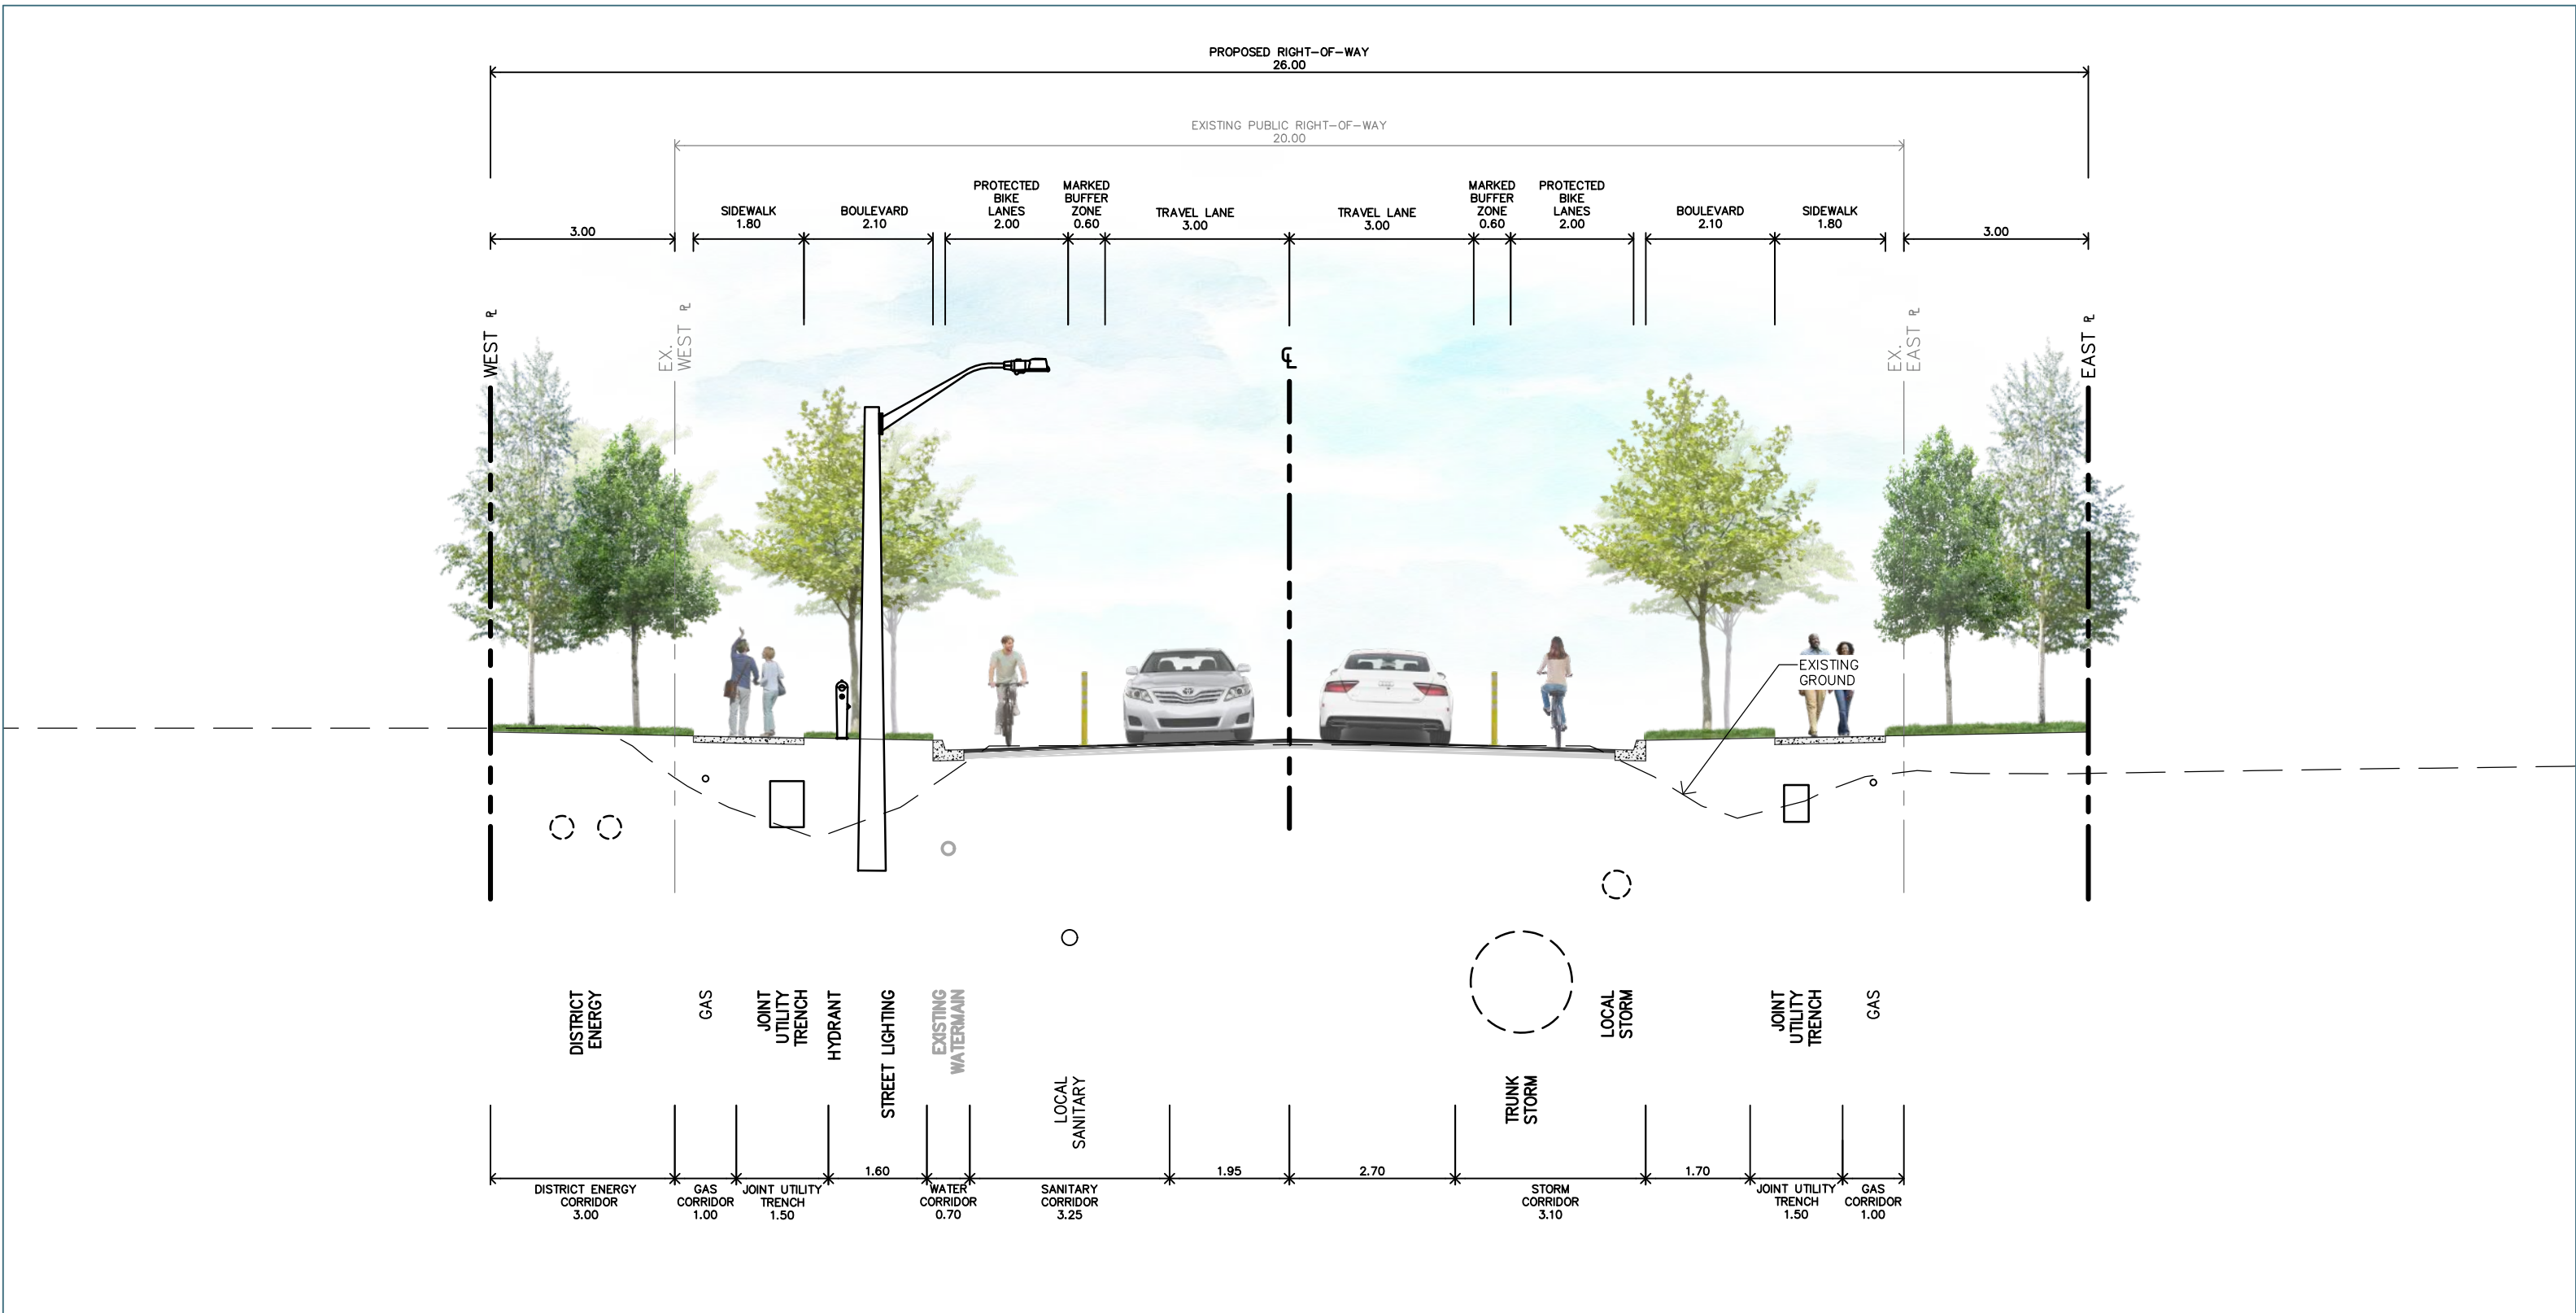 PROPOSED RIGHT-OF-WAY
26.00
EXISTING PUBLIC RIGHT-OF-WAY
20.00
3.00
SIDEWALK
1.80
BOULEVARD
2.10
PROTECTED
BIKE
LANES
2.00
MARKED
BUFFER
ZONE
0.60
TRAVEL LANE
3.00
TRAVEL LANE
3.00
MARKED
BUFFER
ZONE
0.60
PROTECTED
BIKE
LANES
2.00
BOULEVARD
2.10
SIDEWALK
1.80
3.00
WEST PL
EX.
WEST PL
CL
EX.
EAST PL
EAST PL
EXISTING
GROUND
DISTRICT
ENERGY
GAS
JOINT
UTILITY
TRENCH
HYDRANT
STREET LIGHTING
EXISTING
WATERMAIN
LOCAL
SANITARY
TRUNK
STORM
LOCAL
STORM
JOINT
UTILITY
TRENCH
GAS
DISTRICT ENERGY
CORRIDOR
3.00
GAS
CORRIDOR
1.00
JOINT UTILITY
TRENCH
1.50
1.60
WATER
CORRIDOR
0.70
SANITARY
CORRIDOR
3.25
1.95
2.70
STORM
CORRIDOR
3.10
1.70
JOINT UTILITY
TRENCH
1.50
GAS
CORRIDOR
1.00